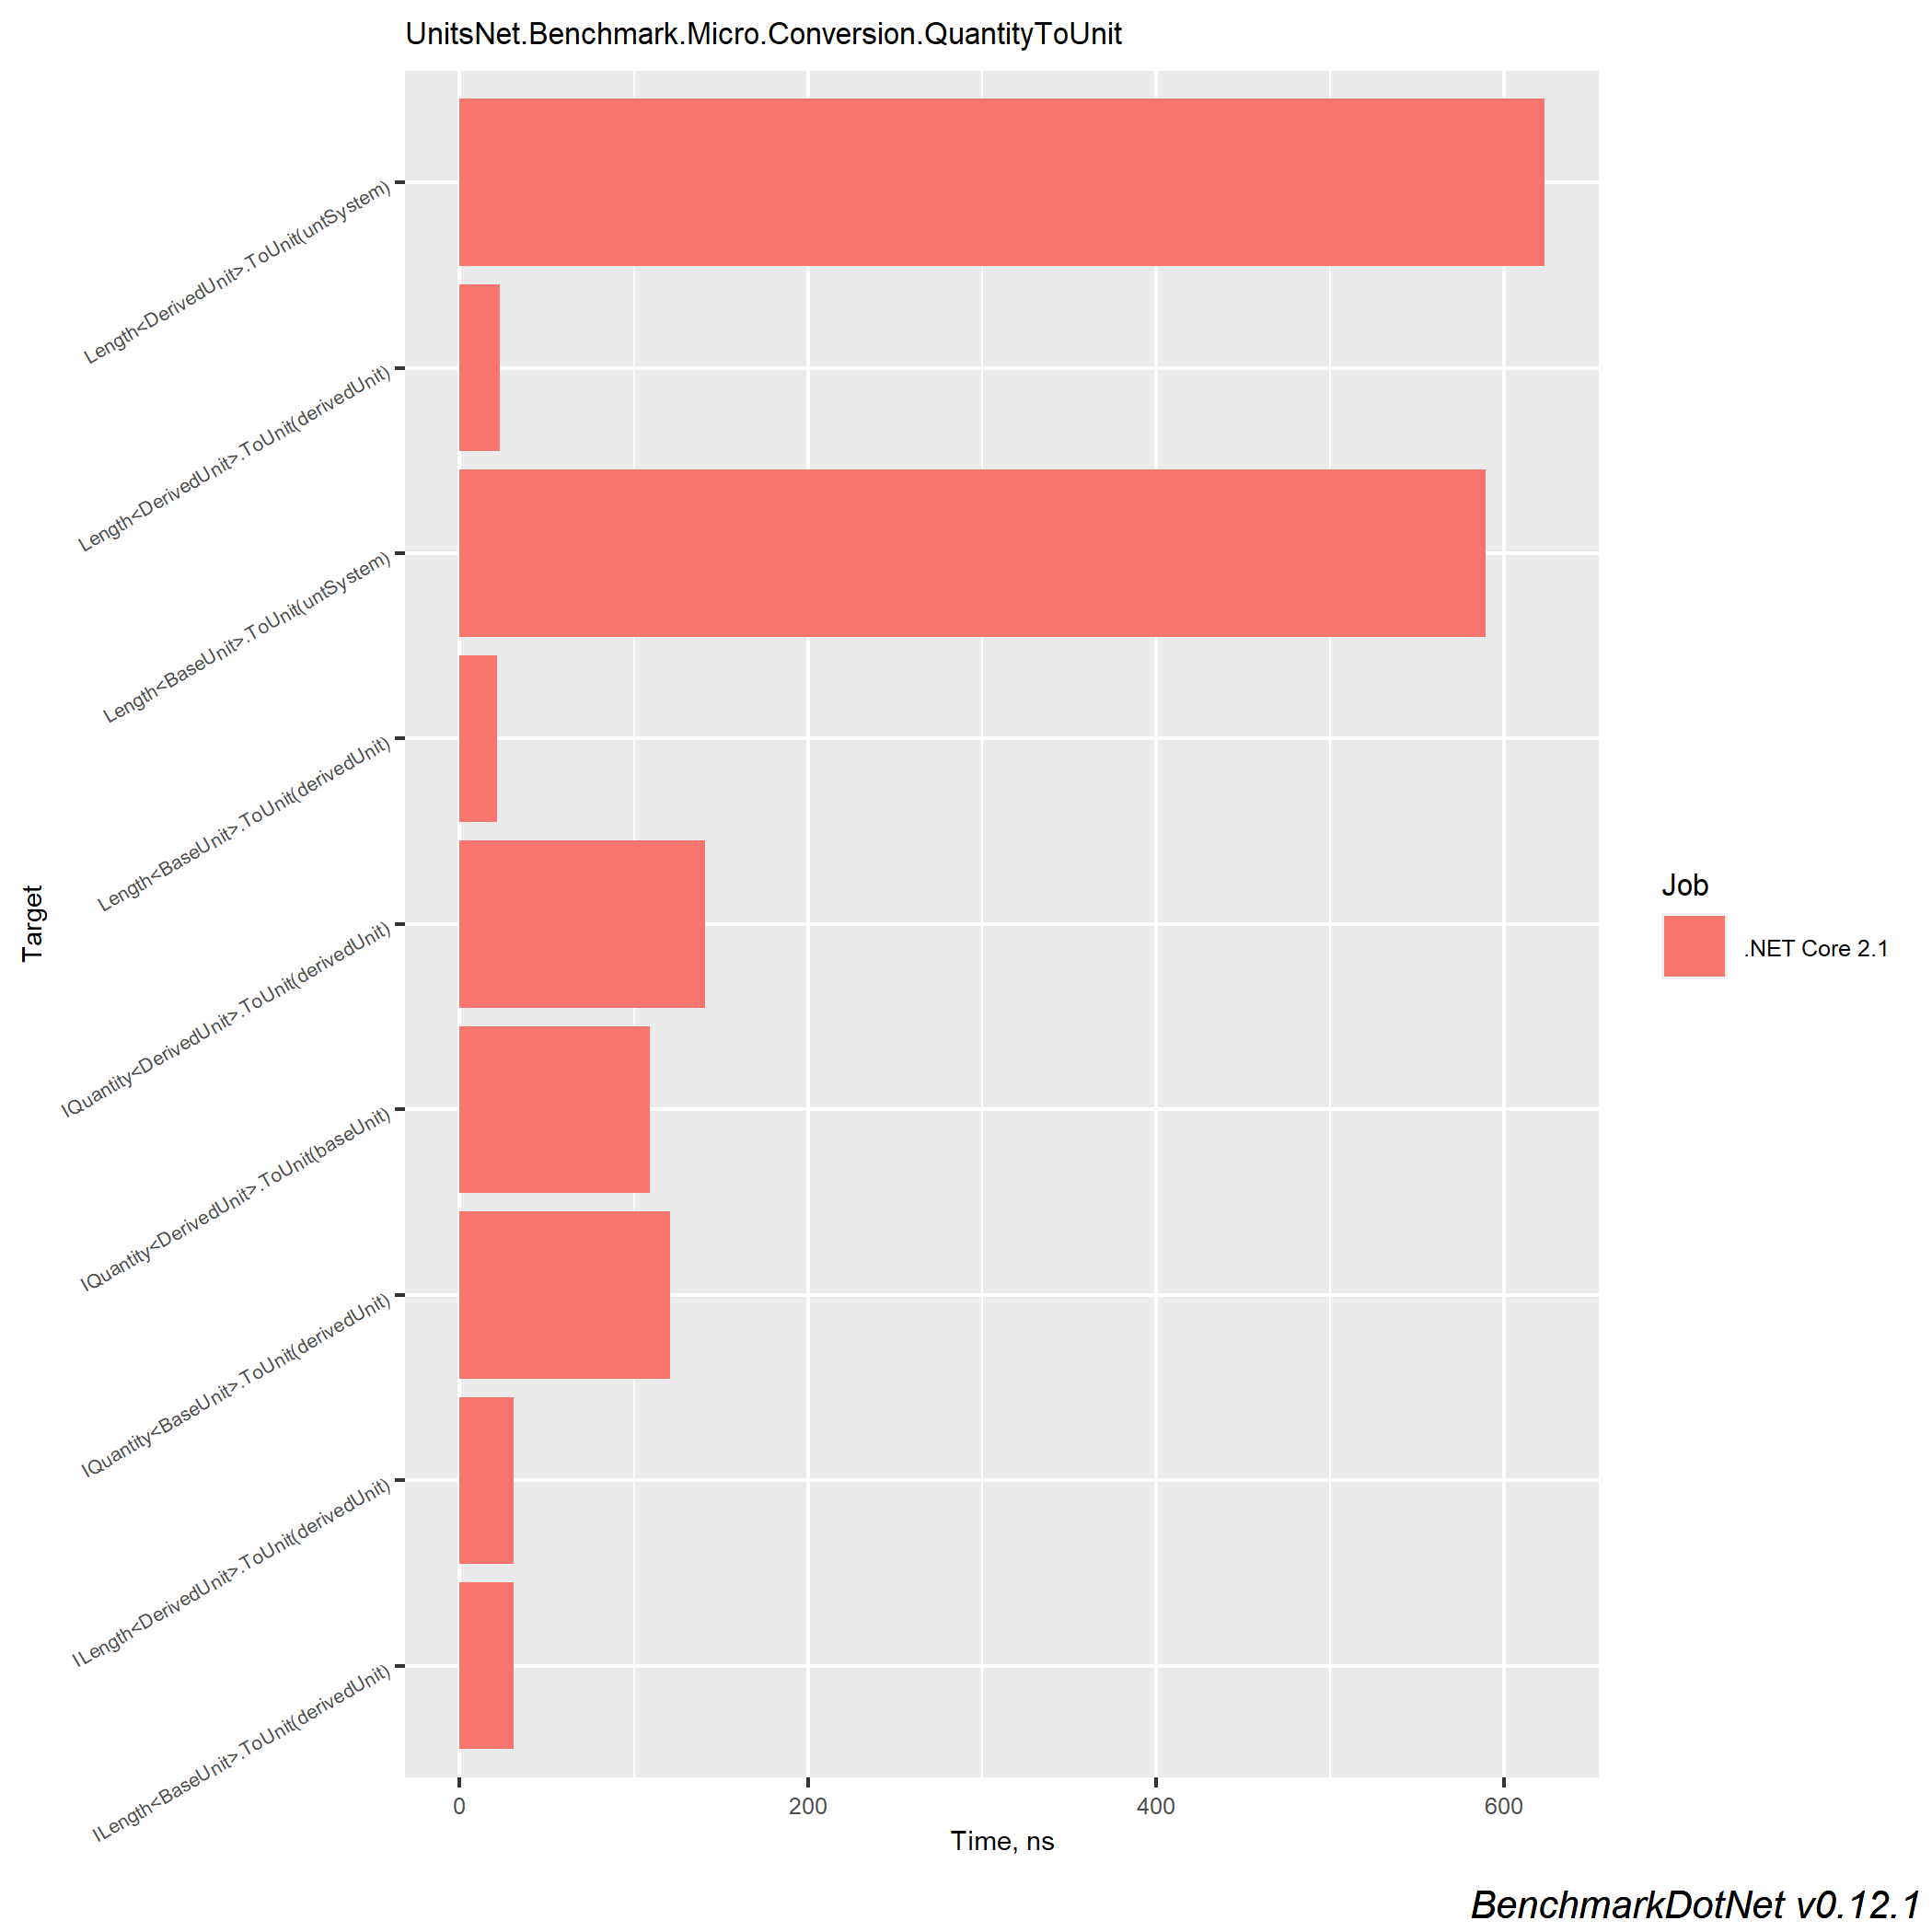 UnitsNet.Benchmark.Micro.Conversion.QuantityToUnit
Length<DerivedUnit>.ToUnit(untSystem)
Length<DerivedUnit>.ToUnit(derivedUnit)
Length<BaseUnit>.ToUnit(untSystem)
Length<BaseUnit>.ToUnit(derivedUnit)
IQuantity<DerivedUnit>.ToUnit(derivedUnit)
IQuantity<DerivedUnit>.ToUnit(baseUnit)
IQuantity<BaseUnit>.ToUnit(derivedUnit)
ILength<DerivedUnit>.ToUnit(derivedUnit)
ILength<BaseUnit>.ToUnit(derivedUnit)
Target
0 200 400 600
Time, ns
Job
.NET Core 2.1
BenchmarkDotNet v0.12.1